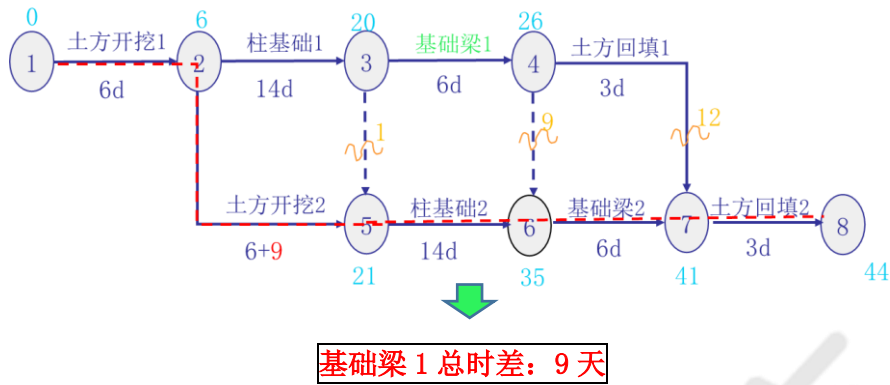 0 6 20 26
土方开挖1 柱基础1 基础梁1 土方回填1
1 2 3 4
6d 14d 6d 3d
1 9 12
土方开挖2 柱基础2 基础梁2 土方回填2
5 6 7 8
6+9 14d 6d 3d
21 35 41 44
基础梁 1 总时差：9 天